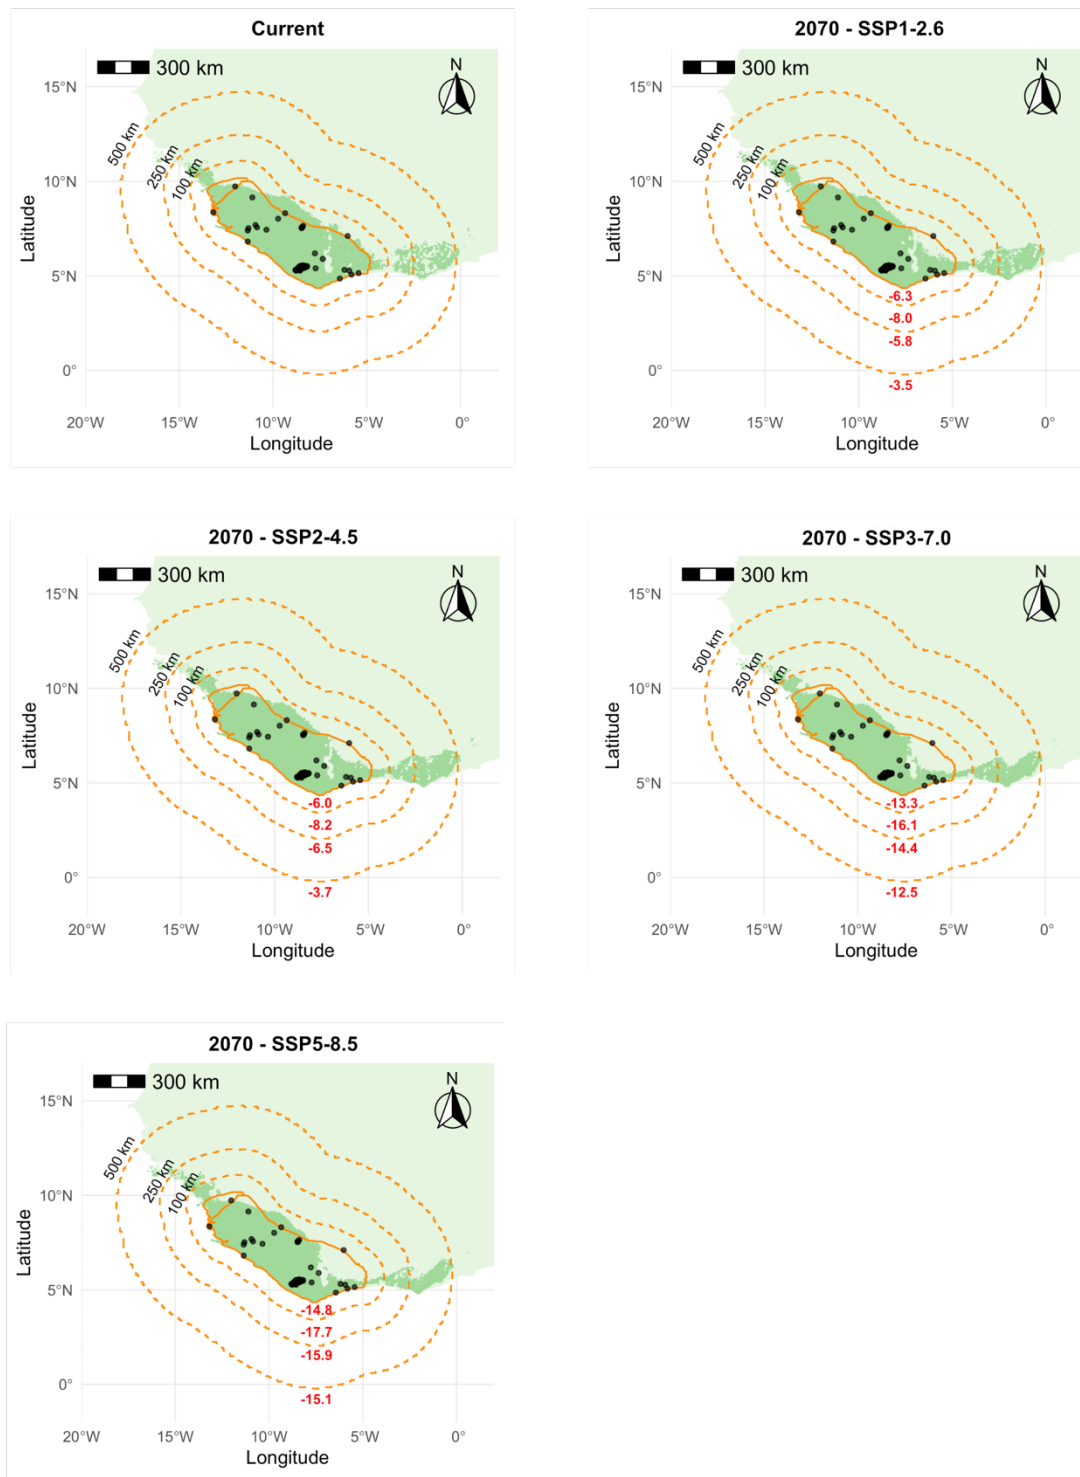 Current
300 km
N
15°N
10°N
5°N
0°
500 km
250 km
100 km
Latitude
20°W
15°W
10°W
5°W
0°
Longitude
2070 - SSP1-2.6
300 km
N
15°N
10°N
5°N
0°
500 km
250 km
100 km
-6.3
-8.0
-5.8
-3.5
Latitude
20°W
15°W
10°W
5°W
0°
Longitude
2070 - SSP2-4.5
300 km
N
15°N
10°N
5°N
0°
500 km
250 km
100 km
-6.0
-8.2
-6.5
-3.7
Latitude
20°W
15°W
10°W
5°W
0°
Longitude
2070 - SSP3-7.0
300 km
N
15°N
10°N
5°N
0°
500 km
250 km
100 km
-13.3
-16.1
-14.4
-12.5
Latitude
20°W
15°W
10°W
5°W
0°
Longitude
2070 - SSP5-8.5
300 km
N
15°N
10°N
5°N
0°
500 km
250 km
100 km
-14.8
-17.7
-15.9
-15.1
Latitude
20°W
15°W
10°W
5°W
0°
Longitude